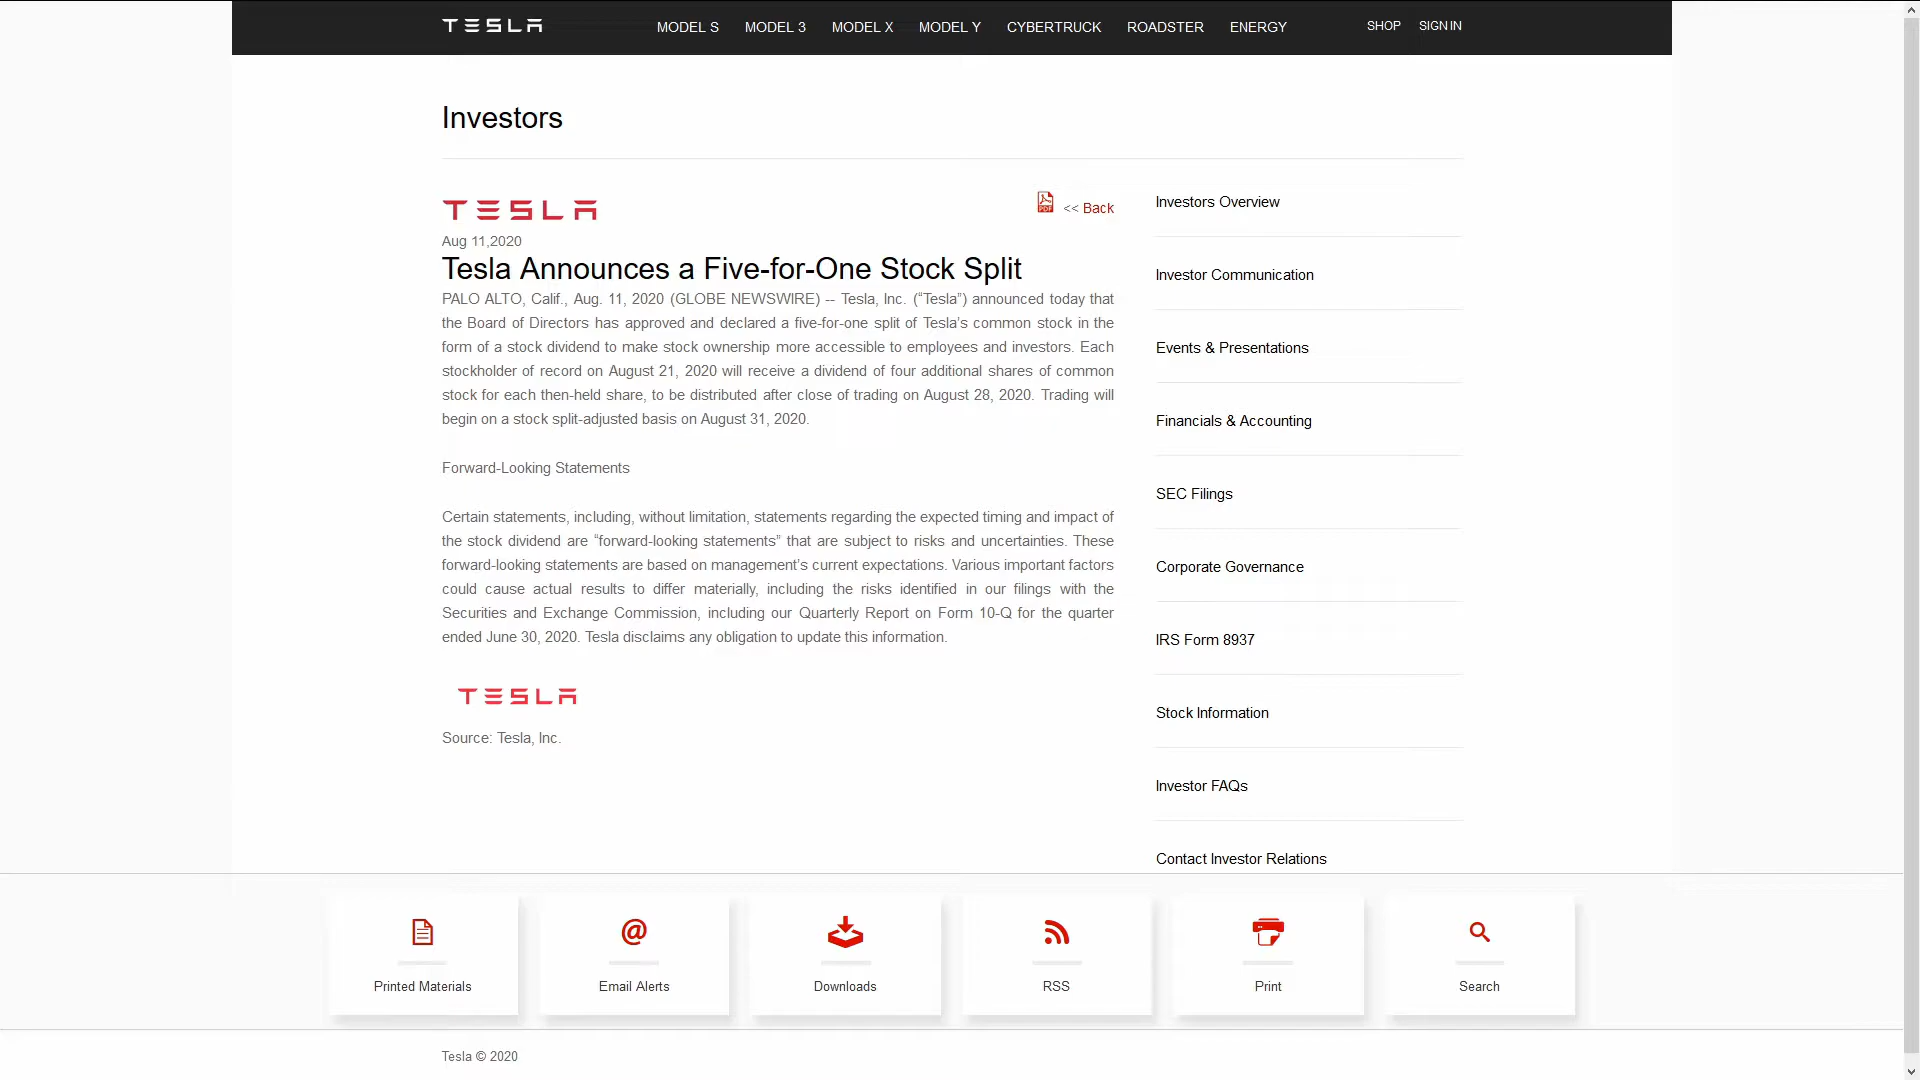 TESLA
MODEL S MODEL 3 MODEL X MODEL Y CYBERTRUCK ROADSTER ENERGY SHOP SIGN IN
Investors
TESLA
PDF << Back
Aug 11,2020
Tesla Announces a Five-for-One Stock Split
PALO ALTO, Calif., Aug. 11, 2020 (GLOBE NEWSWIRE) -- Tesla, Inc. (“Tesla”) announced today that
the Board of Directors has approved and declared a five-for-one split of Tesla’s common stock in the
form of a stock dividend to make stock ownership more accessible to employees and investors. Each
stockholder of record on August 21, 2020 will receive a dividend of four additional shares of common
stock for each then-held share, to be distributed after close of trading on August 28, 2020. Trading will
begin on a stock split-adjusted basis on August 31, 2020.
Forward-Looking Statements
Certain statements, including, without limitation, statements regarding the expected timing and impact of
the stock dividend are “forward-looking statements” that are subject to risks and uncertainties. These
forward-looking statements are based on management’s current expectations. Various important factors
could cause actual results to differ materially, including the risks identified in our filings with the
Securities and Exchange Commission, including our Quarterly Report on Form 10-Q for the quarter
ended June 30, 2020. Tesla disclaims any obligation to update this information.
TESLA
Source: Tesla, Inc.
Investors Overview
Investor Communication
Events & Presentations
Financials & Accounting
SEC Filings
Corporate Governance
IRS Form 8937
Stock Information
Investor FAQs
Contact Investor Relations
Printed Materials
Email Alerts
Downloads
RSS
Print
Search
Tesla © 2020